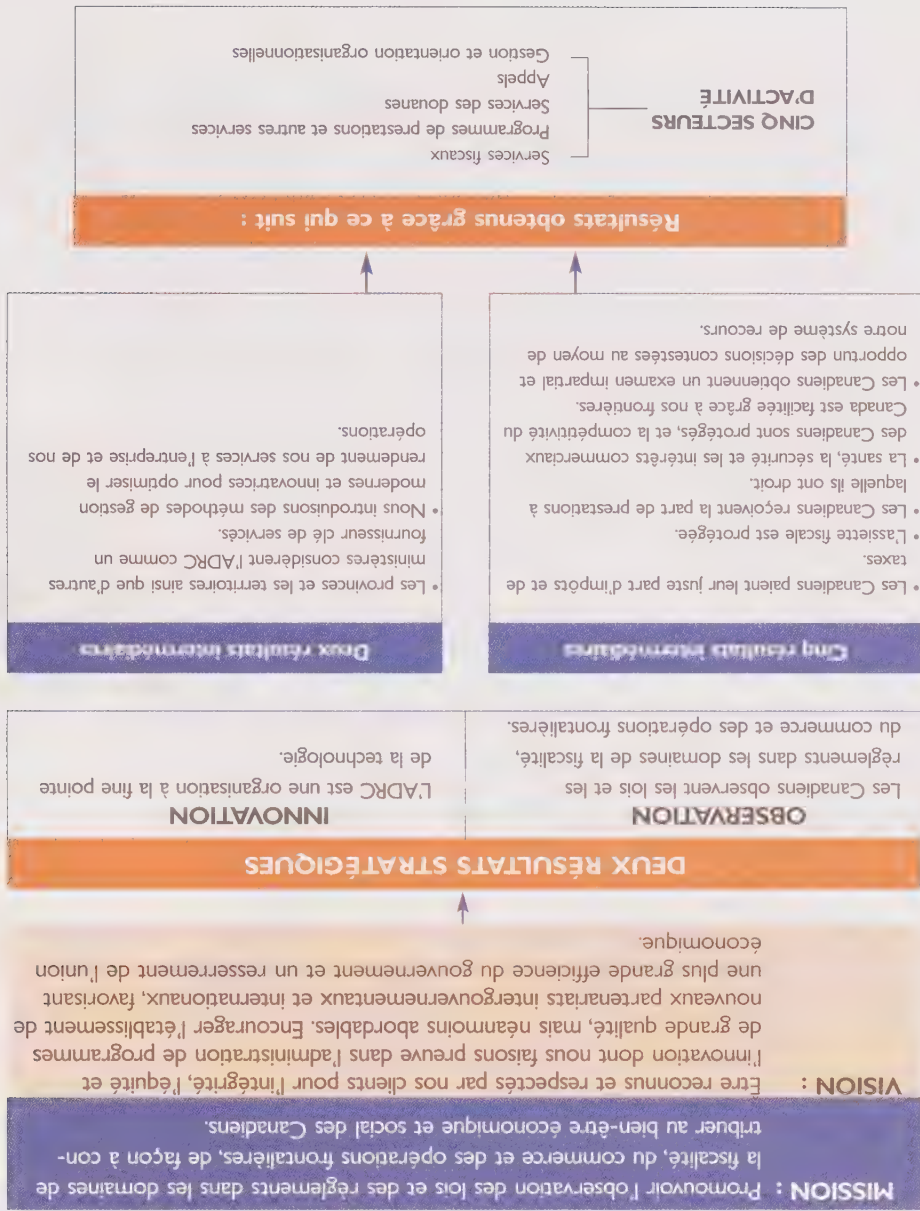 MISSION : Promouvoir l'observation des lois et des règlements dans les domaines de
la fiscalité, du commerce et des opérations frontalières, de façon à con-
tribuer au bien-être économique et social des Canadiens.
VISION : Être reconnus et respectés par nos clients pour l'intégrité, l'équité et
l'innovation dont nous faisons preuve dans l'administration de programmes
de grande qualité, mais néanmoins abordables. Encourager l'établissement de
nouveaux partenariats intergouvernementaux et internationaux, favorisant
une plus grande efficience du gouvernement et un resserrement de l'union
économique.
DEUX RÉSULTATS STRATÉGIQUES
OBSERVATION
Les Canadiens observent les lois et les
règlements dans les domaines de la fiscalité,
du commerce et des opérations frontalières.
INNOVATION
L'ADRC est une organisation à la fine pointe
de la technologie.
Cinq résultats intermédiaires
• Les Canadiens paient leur juste part d'impôts et de
taxes.
• L'assiette fiscale est protégée.
• Les Canadiens reçoivent la part de prestations à
laquelle ils ont droit.
• La santé, la sécurité et les intérêts commerciaux
des Canadiens sont protégés, et la compétitivité du
Canada est facilitée grâce à nos frontières.
• Les Canadiens obtiennent un examen impartial et
opportun des décisions contestées au moyen de
notre système de recours.
Deux résultats intermédiaires
• Les provinces et les territoires ainsi que d'autres
ministères considèrent l'ADRC comme un
fournisseur clé de services.
• Nous introduisons des méthodes de gestion
modernes et innovatrices pour optimiser le
rendement de nos services à l'entreprise et de nos
opérations.
Résultats obtenus grâce à ce qui suit :
CINQ SECTEURS
D'ACTIVITÉ
Services fiscaux
Programmes de prestations et autres services
Services des douanes
Appels
Gestion et orientation organisationnelles